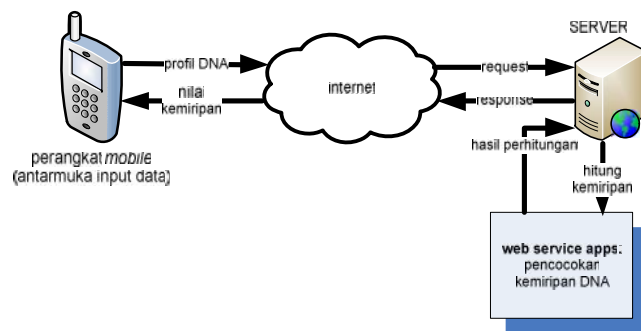 SERVER
profil DNA
nilai
kemiripan
internet
request
response
perangkat mobile
(antarmuka input data)
hasil perhitungan
hitung
kemiripan
web service apps:
pencocokan
kemiripan DNA